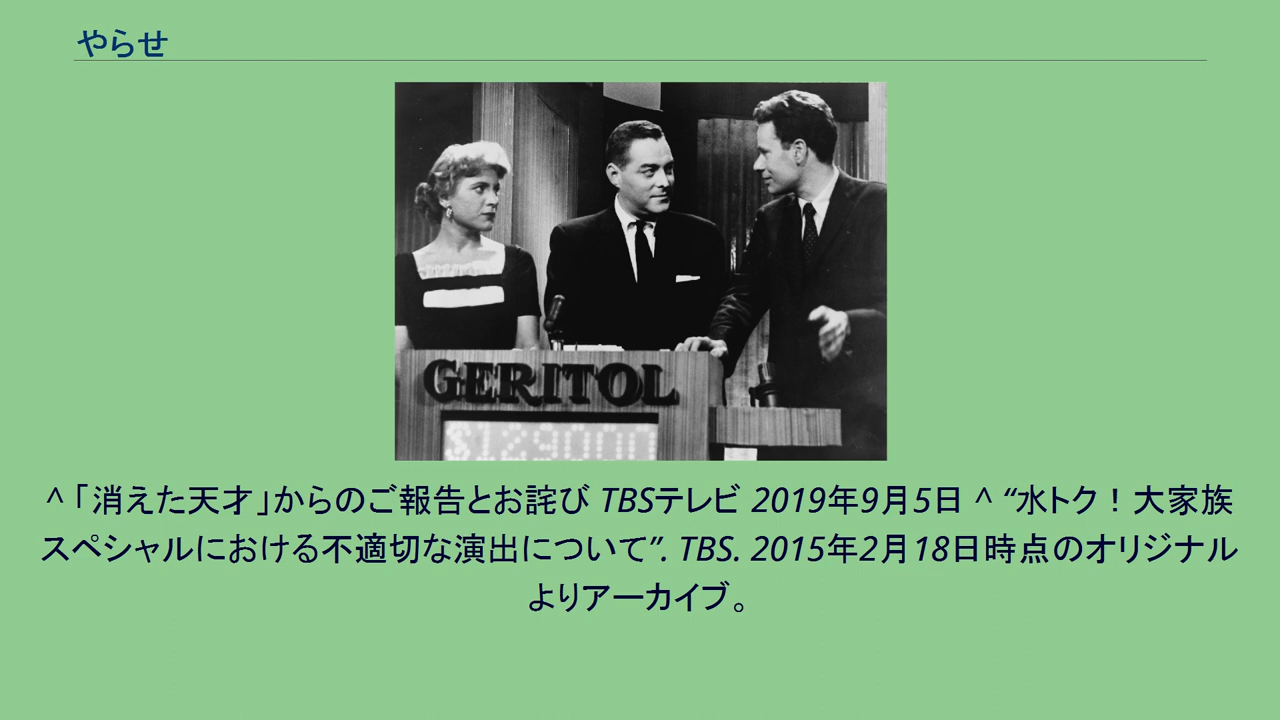 やらせ
GERITOL
$129000
^ 「消えた天才」からのご報告とお詫び TBSテレビ 2019年9月5日 ^ “水トク！大家族
スペシャルにおける不適切な演出について”. TBS. 2015年2月18日時点のオリジナル
よりアーカイブ。